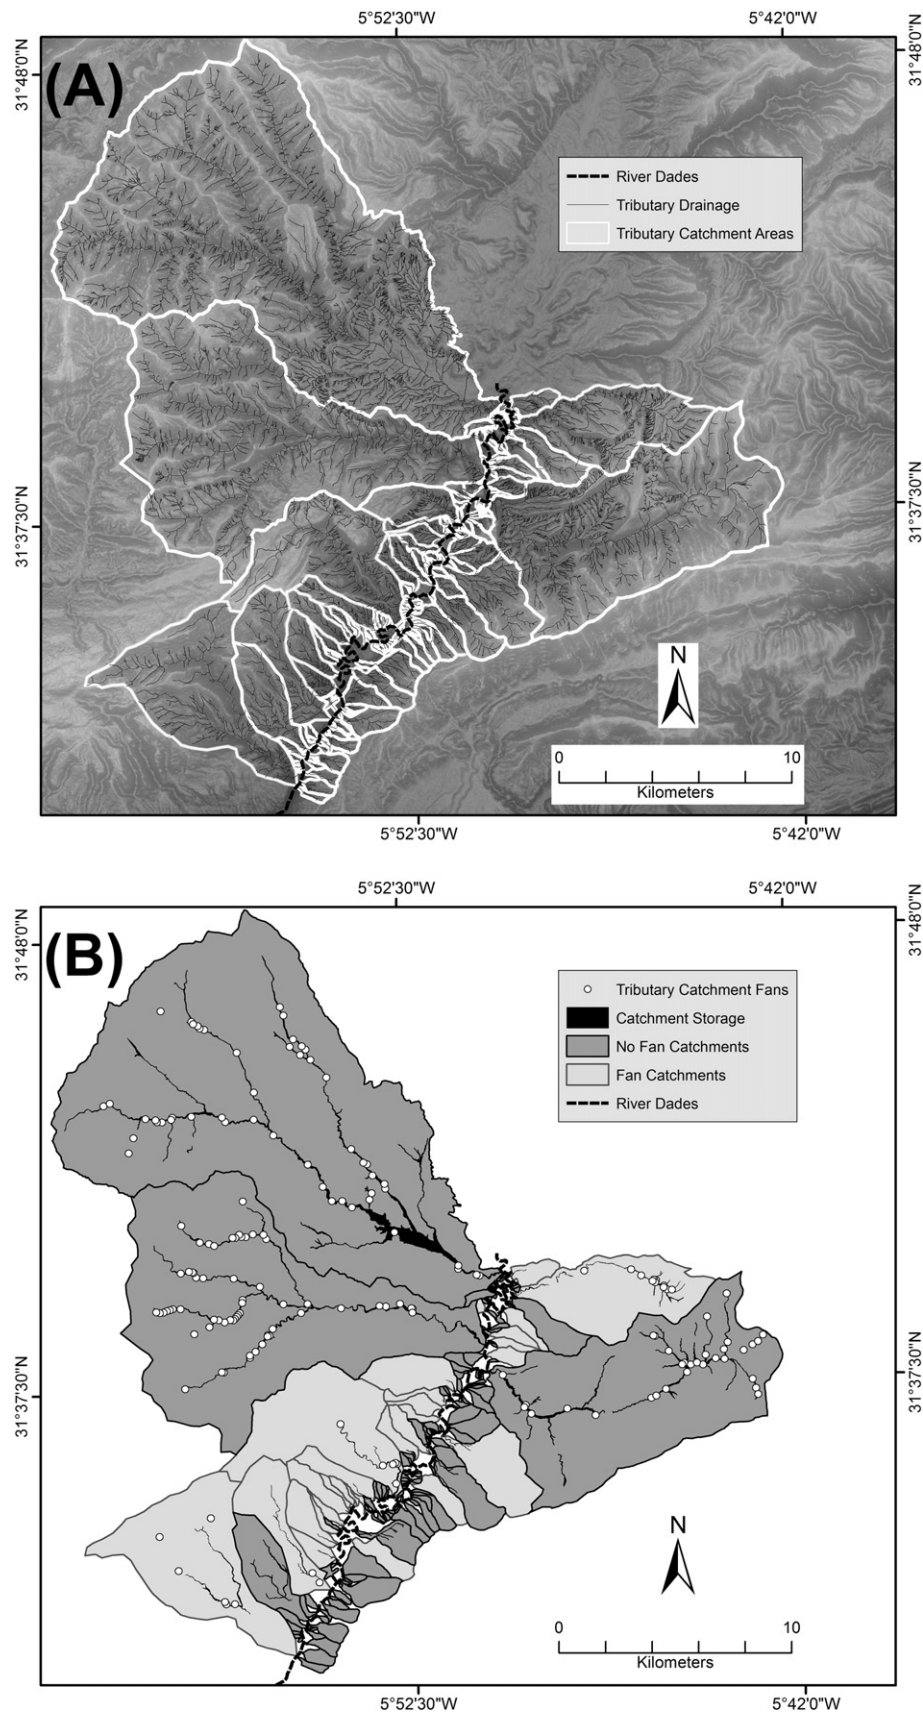 5°52'30"W 5°42'0"W
31°48'0"N
31°48'0"N
(A)
River Dades
Tributary Drainage
Tributary Catchment Areas
31°37'30"N
31°37'30"N
N
0 10
Kilometers
5°52'30"W 5°42'0"W
5°52'30"W 5°42'0"W
31°48'0"N
31°48'0"N
(B)
Tributary Catchment Fans
Catchment Storage
No Fan Catchments
Fan Catchments
River Dades
31°37'30"N
31°37'30"N
N
0 10
Kilometers
5°52'30"W 5°42'0"W